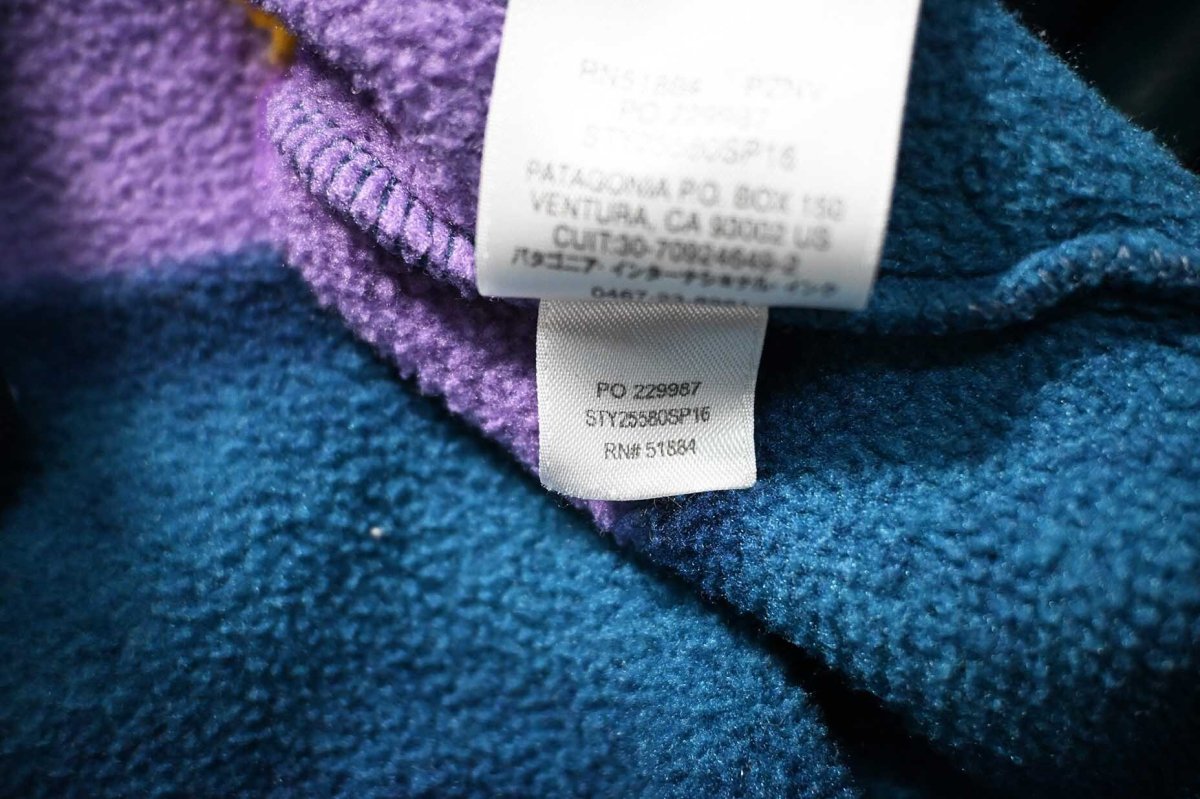 RN51884 PZNY
PO 229987
STY25580SP16
PATAGONIA P.O. BOX 150
VENTURA, CA 93002 US
CUIT:30-70924649-2
パタゴニア・インターナショナル・インク
PO 229987
STY25580SP16
RN# 51884